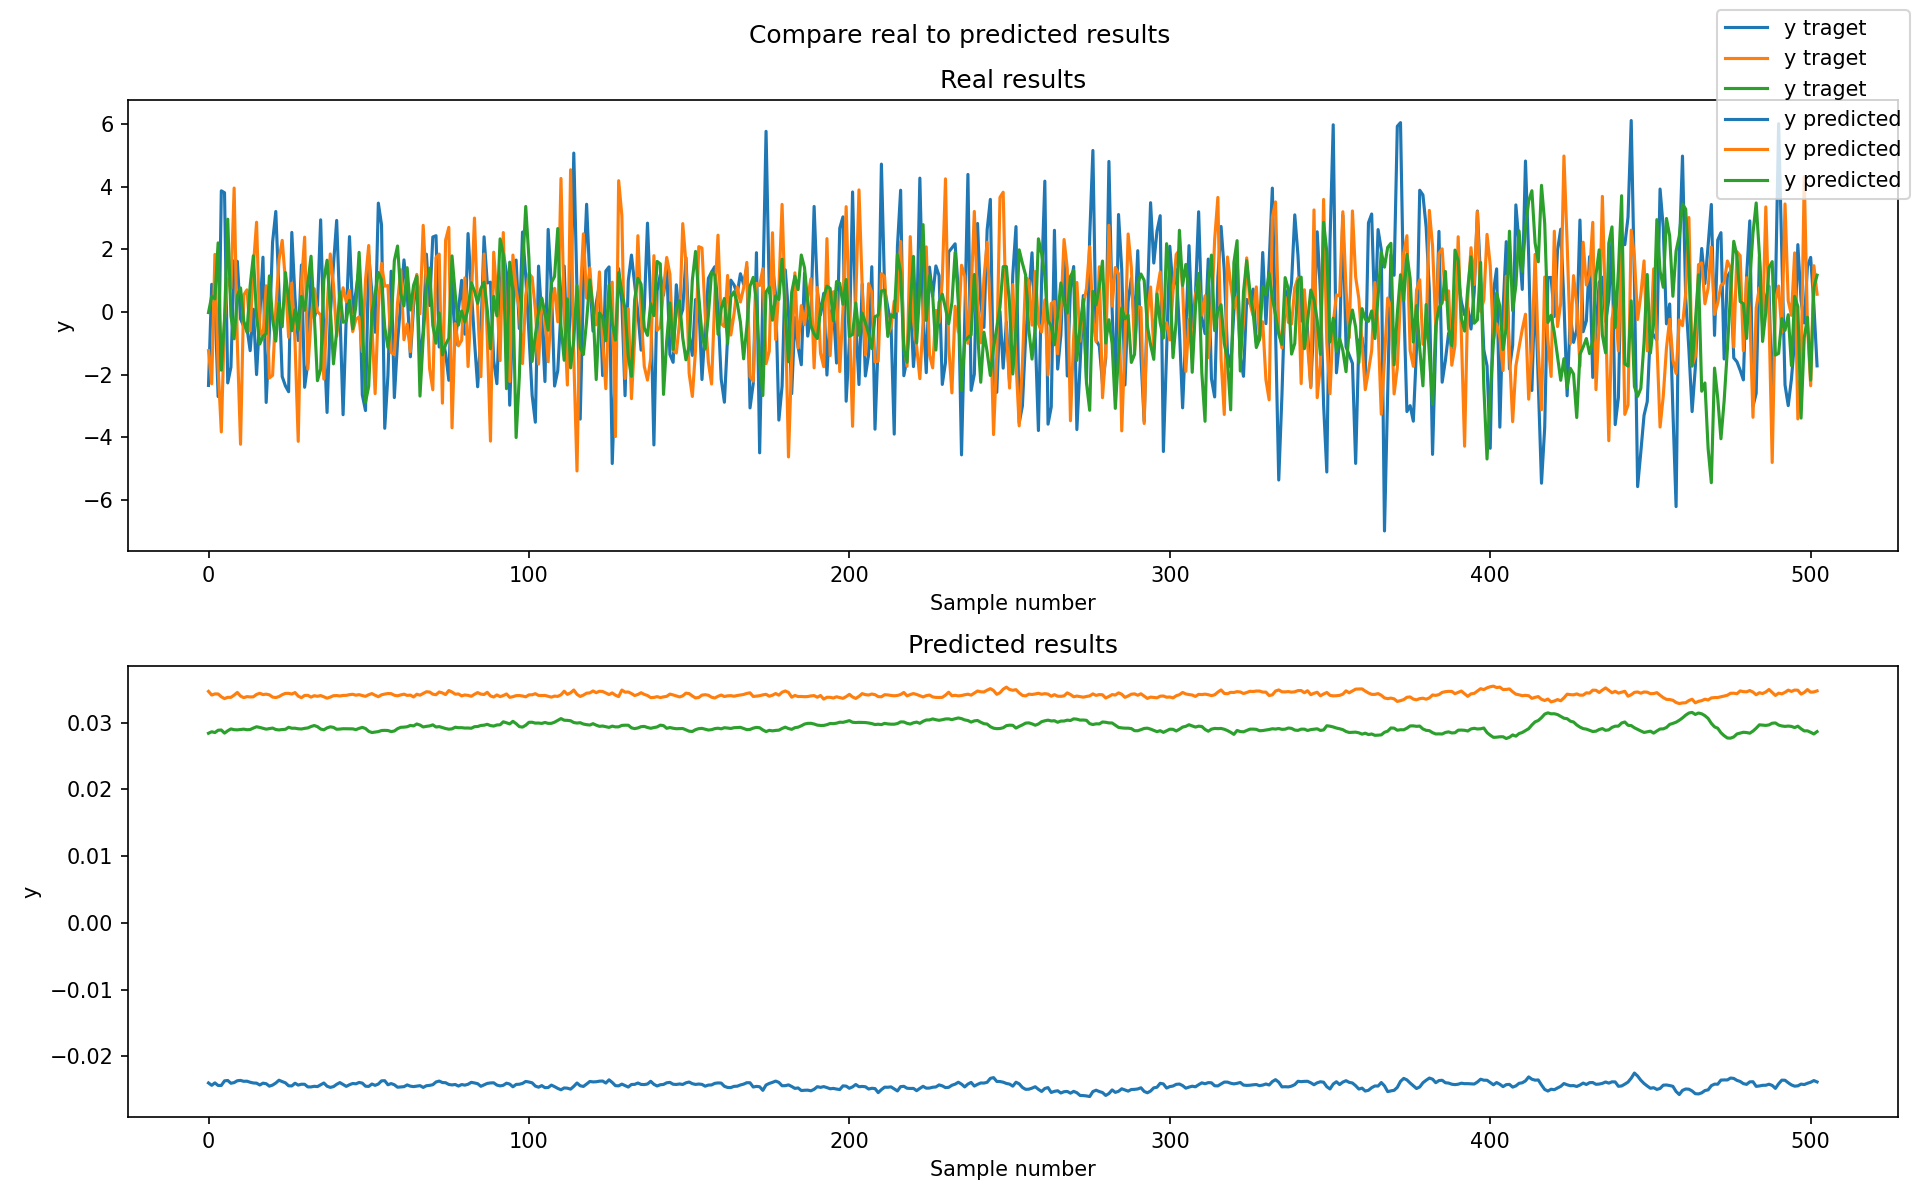 Compare real to predicted results
y traget
y traget
y traget
y predicted
y predicted
y predicted
Real results
6
4
2
0
−2
−4
−6
y
0 100 200 300 400 500
Sample number
Predicted results
0.03
0.02
0.01
0.00
−0.01
−0.02
y
0 100 200 300 400 500
Sample number